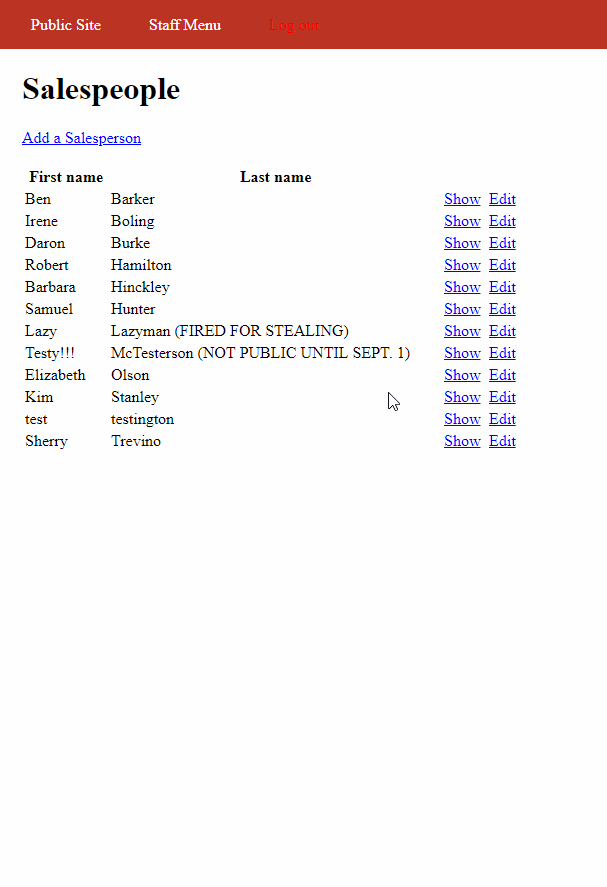 Public Site Staff Menu Log out
Salespeople
Add a Salesperson
First name Last name
Ben Barker Show Edit
Irene Boling Show Edit
Daron Burke Show Edit
Robert Hamilton Show Edit
Barbara Hinckley Show Edit
Samuel Hunter Show Edit
Lazy Lazyman (FIRED FOR STEALING) Show Edit
Testy!!! McTesterson (NOT PUBLIC UNTIL SEPT. 1) Show Edit
Elizabeth Olson Show Edit
Kim Stanley Show Edit
test testington Show Edit
Sherry Trevino Show Edit